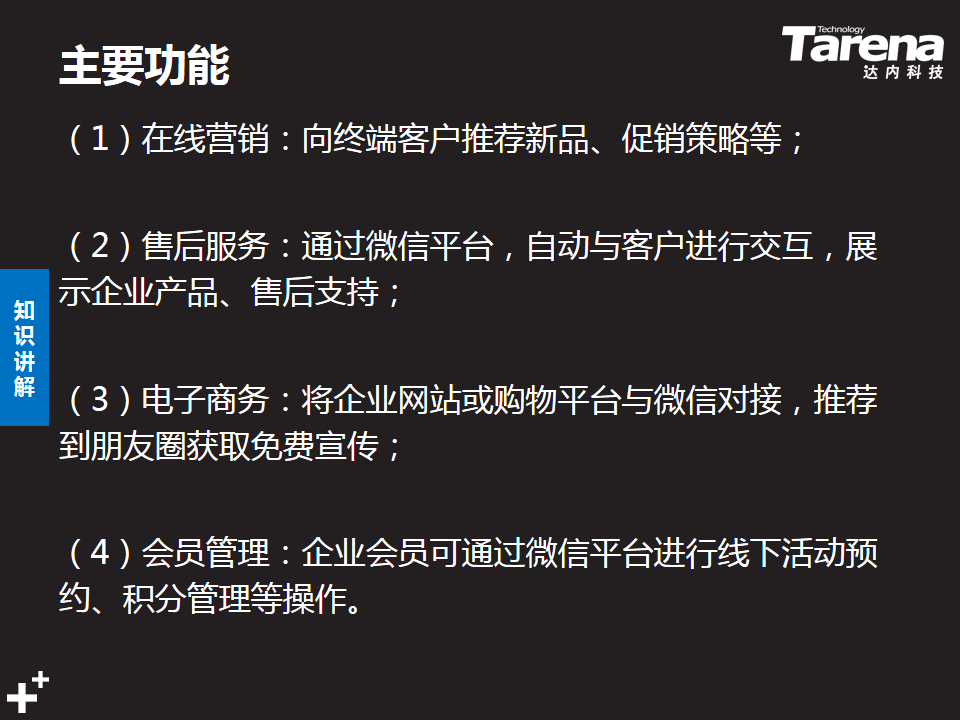 主要功能
Technology
Tarena
达内科技
（1）在线营销：向终端客户推荐新品、促销策略等；
（2）售后服务：通过微信平台，自动与客户进行交互，展
示企业产品、售后支持；
知识讲解
（3）电子商务：将企业网站或购物平台与微信对接，推荐
到朋友圈获取免费宣传；
（4）会员管理：企业会员可通过微信平台进行线下活动预
约、积分管理等操作。